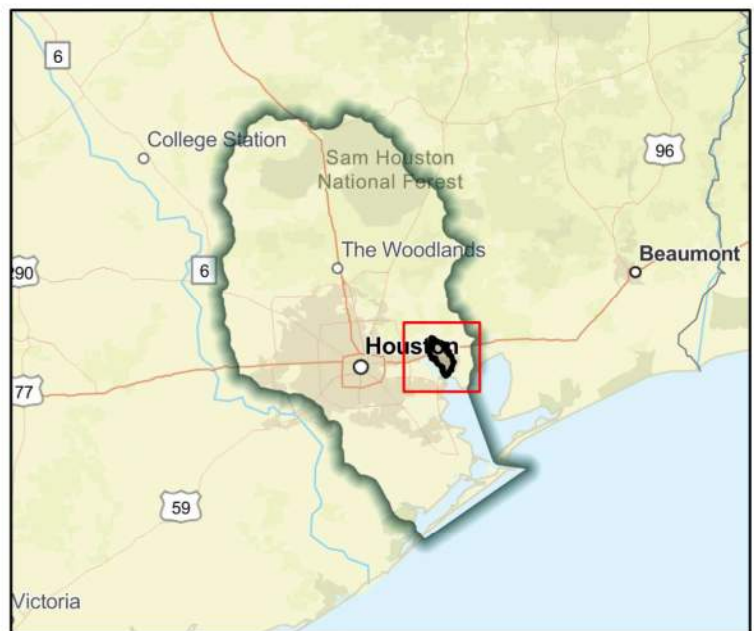 6
College Station
Sam Houston
National Forest
96
The Woodlands
Beaumont
290
6
Houston
77
59
Victoria